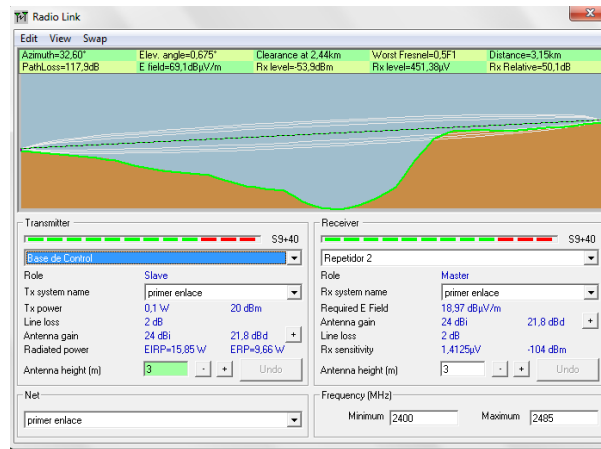 Radio Link
Edit View Swap
Azimuth=32,60° Elev. angle=0,675° Clearance at 2,44km Worst Fresnel=0,5F1 Distance=3,15km
PathLoss=117,9dB E field=69,1dBµV/m Rx level=-53,9dBm Rx level=451,38µV Rx Relative=50,1dB
Transmitter
S9+40
Base de Control
Role Slave
Tx system name primer enlace
Tx power 0,1 W 20 dBm
Line loss 2 dB
Antenna gain 24 dBi 21,8 dBd +
Radiated power EIRP=15,85 W ERP=9,66 W
Antenna height (m) 3 - + Undo
Net
primer enlace
Receiver
S9+40
Repetidor 2
Role Master
Rx system name primer enlace
Required E Field 18,97 dBµV/m
Antenna gain 24 dBi 21,8 dBd +
Line loss 2 dB
Rx sensitivity 1,4125µV -104 dBm
Antenna height (m) 3 - + Undo
Frequency (MHz)
Minimum 2400 Maximum 2485